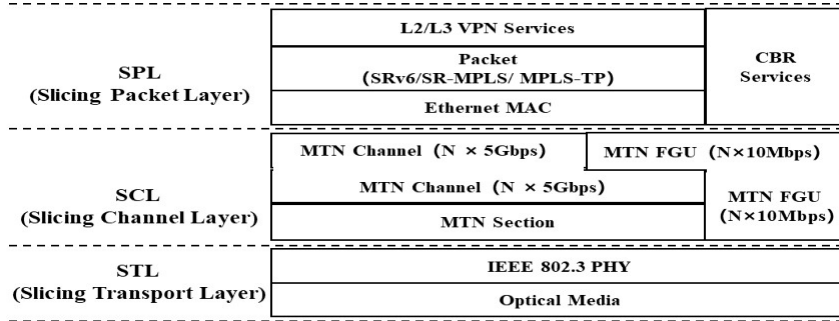 SPL
(Slicing Packet Layer)
L2/L3 VPN Services
Packet
(SRv6/SR-MPLS/ MPLS-TP)
Ethernet MAC
CBR
Services
SCL
(Slicing Channel Layer)
MTN Channel（N × 5Gbps）
MTN FGU（N×10Mbps）
MTN Channel（N × 5Gbps）
MTN Section
MTN FGU
（N×10Mbps）
STL
(Slicing Transport Layer)
IEEE 802.3 PHY
Optical Media